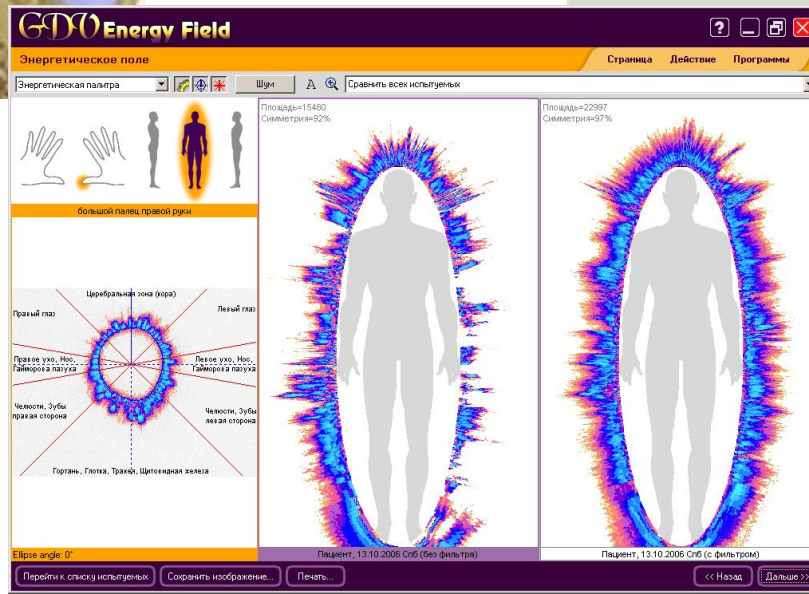 GDV Energy Field
Энергетическое поле
Страница Действие Программы
Энергетическая палитра
Шум
A
Сравнить всех испытуемых
большой палец правой руки
Церебральная зона (кора)
Правый глаз
Левый глаз
Правое ухо, Нос,
Гайморова пазуха
Левое ухо, Нос,
Гайморова пазуха
Челюсти, Зубы
правая сторона
Челюсти, Зубы
левая сторона
Гортань, Глотка, Трахея, Щитовидная железа
Ellipse angle: 0°
Площадь=15480
Симметрия=92%
Пациент, 13.10.2006 Спб (без фильтра)
Площадь=22997
Симметрия=97%
Пациент, 13.10.2006 Спб (с фильтром)
Перейти к списку испытуемых
Сохранить изображение...
Печать...
<< Назад
Дальше >>